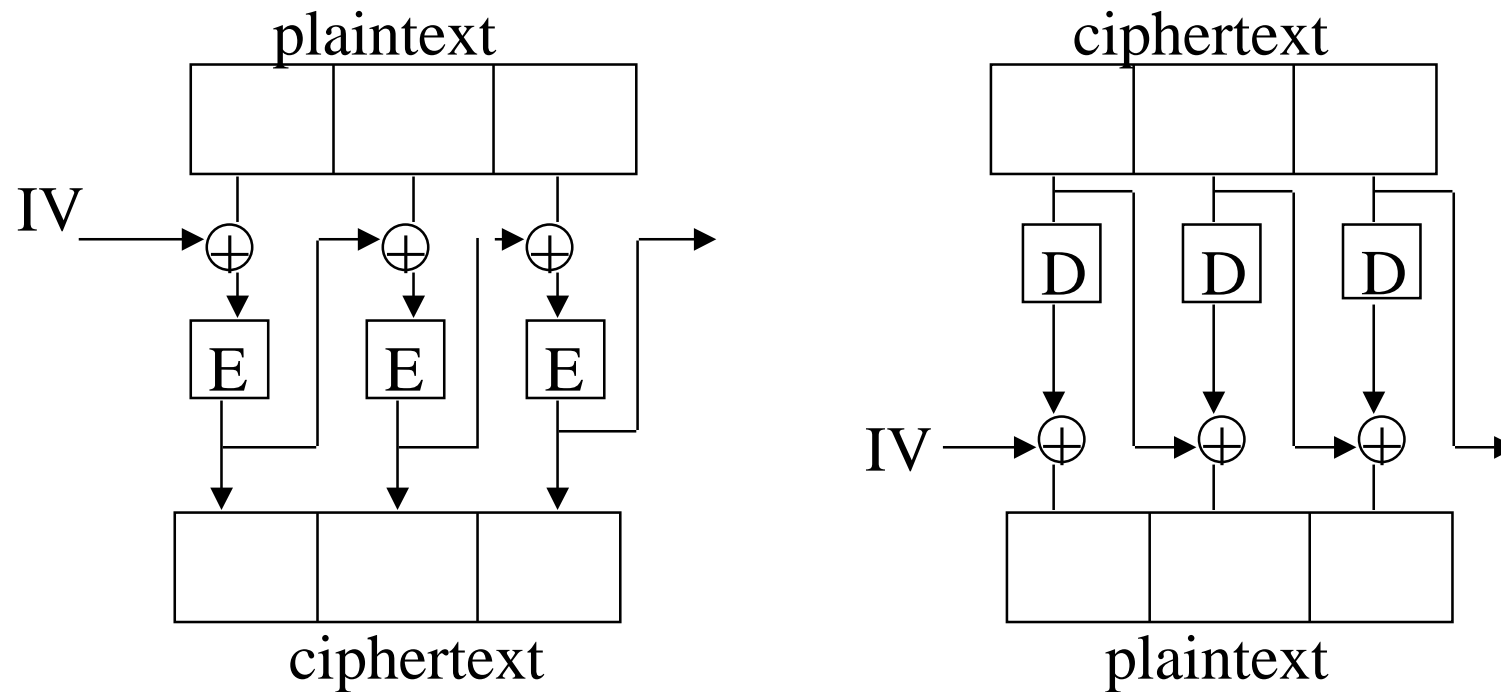 plaintext
IV
E E E
ciphertext
ciphertext
D D D
IV
plaintext